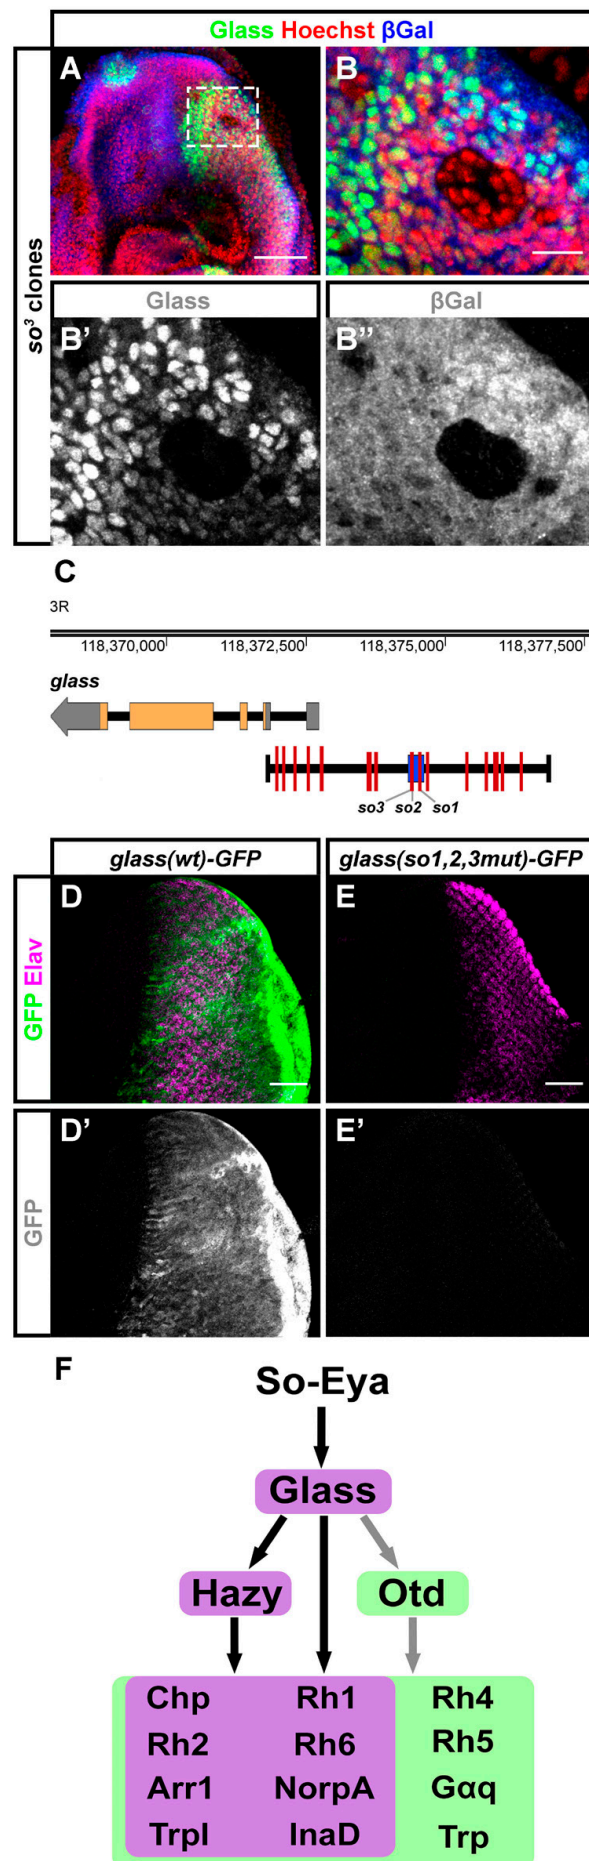 Glass Hoechst βGal
so³ clones
A
B
Glass
βGal
B'
B''
C
3R
118,370,000 118,372,500 118,375,000 118,377,500
glass
so3 so2 so1
glass(wt)-GFP
glass(so1,2,3mut)-GFP
GFP Elav
D
E
GFP
D'
E'
F
So-Eya
Glass
Hazy Otd
Chp Rh1 Rh4
Rh2 Rh6 Rh5
Arr1 NorpA Gαq
Trpl InaD Trp